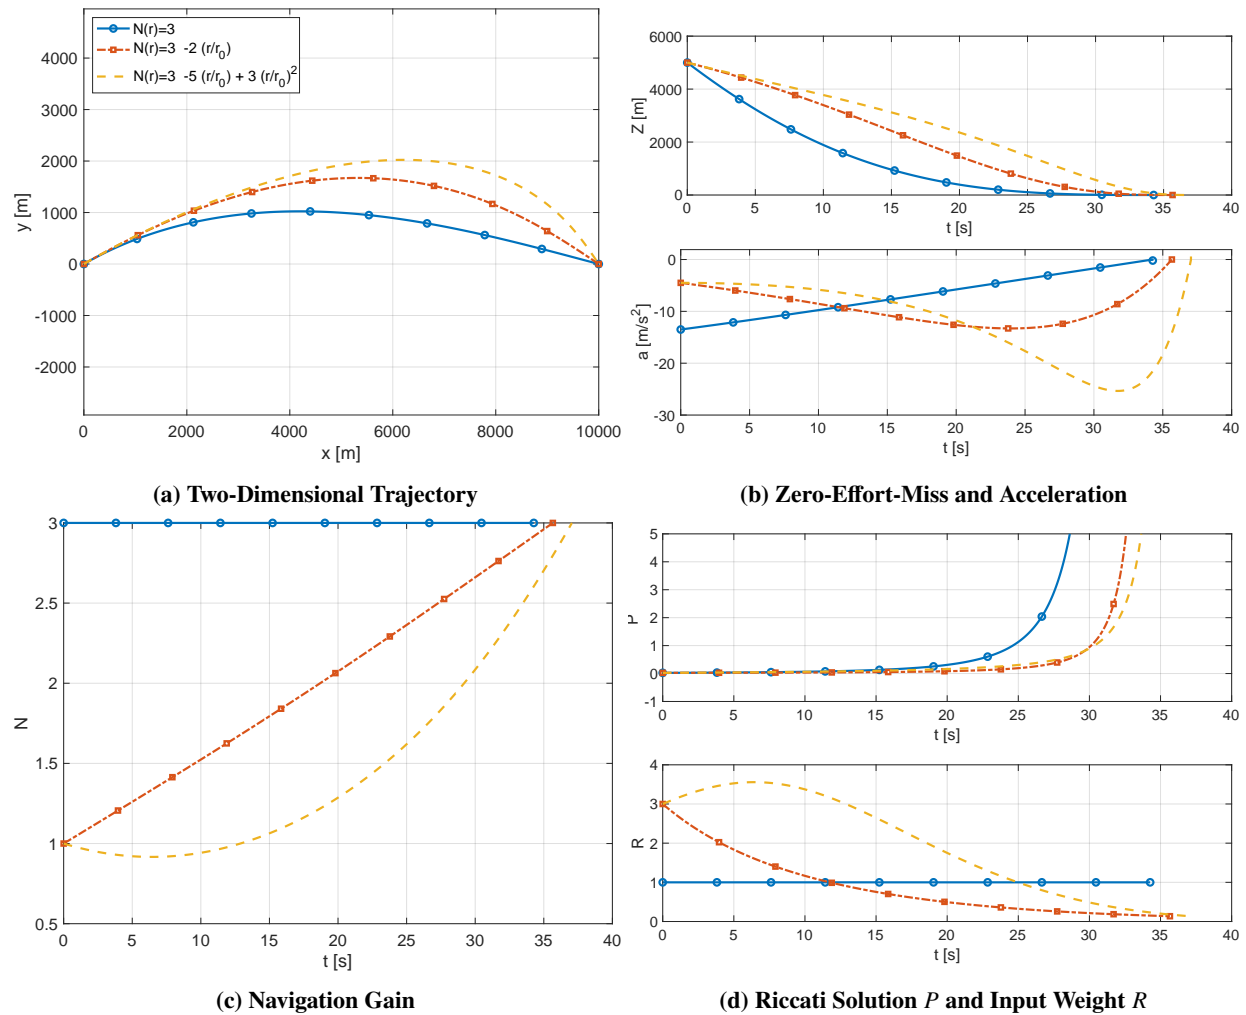 N(r)=3
N(r)=3 -2 (r/r0)
N(r)=3 -5 (r/r0) + 3 (r/r0)2
4000
3000
2000
1000
0
-1000
-2000
y [m]
0 2000 4000 6000 8000 10000
x [m]
(a) Two-Dimensional Trajectory
6000
4000
2000
0
Z [m]
0 5 10 15 20 25 30 35 40
t [s]
0
-10
-20
-30
a [m/s2]
0 5 10 15 20 25 30 35 40
t [s]
(b) Zero-Effort-Miss and Acceleration
3
2.5
2
1.5
1
0.5
N
0 5 10 15 20 25 30 35 40
t [s]
(c) Navigation Gain
5
4
3
2
1
0
-1
P
0 5 10 15 20 25 30 35 40
t [s]
4
3
2
1
0
R
0 5 10 15 20 25 30 35 40
t [s]
(d) Riccati Solution P and Input Weight R